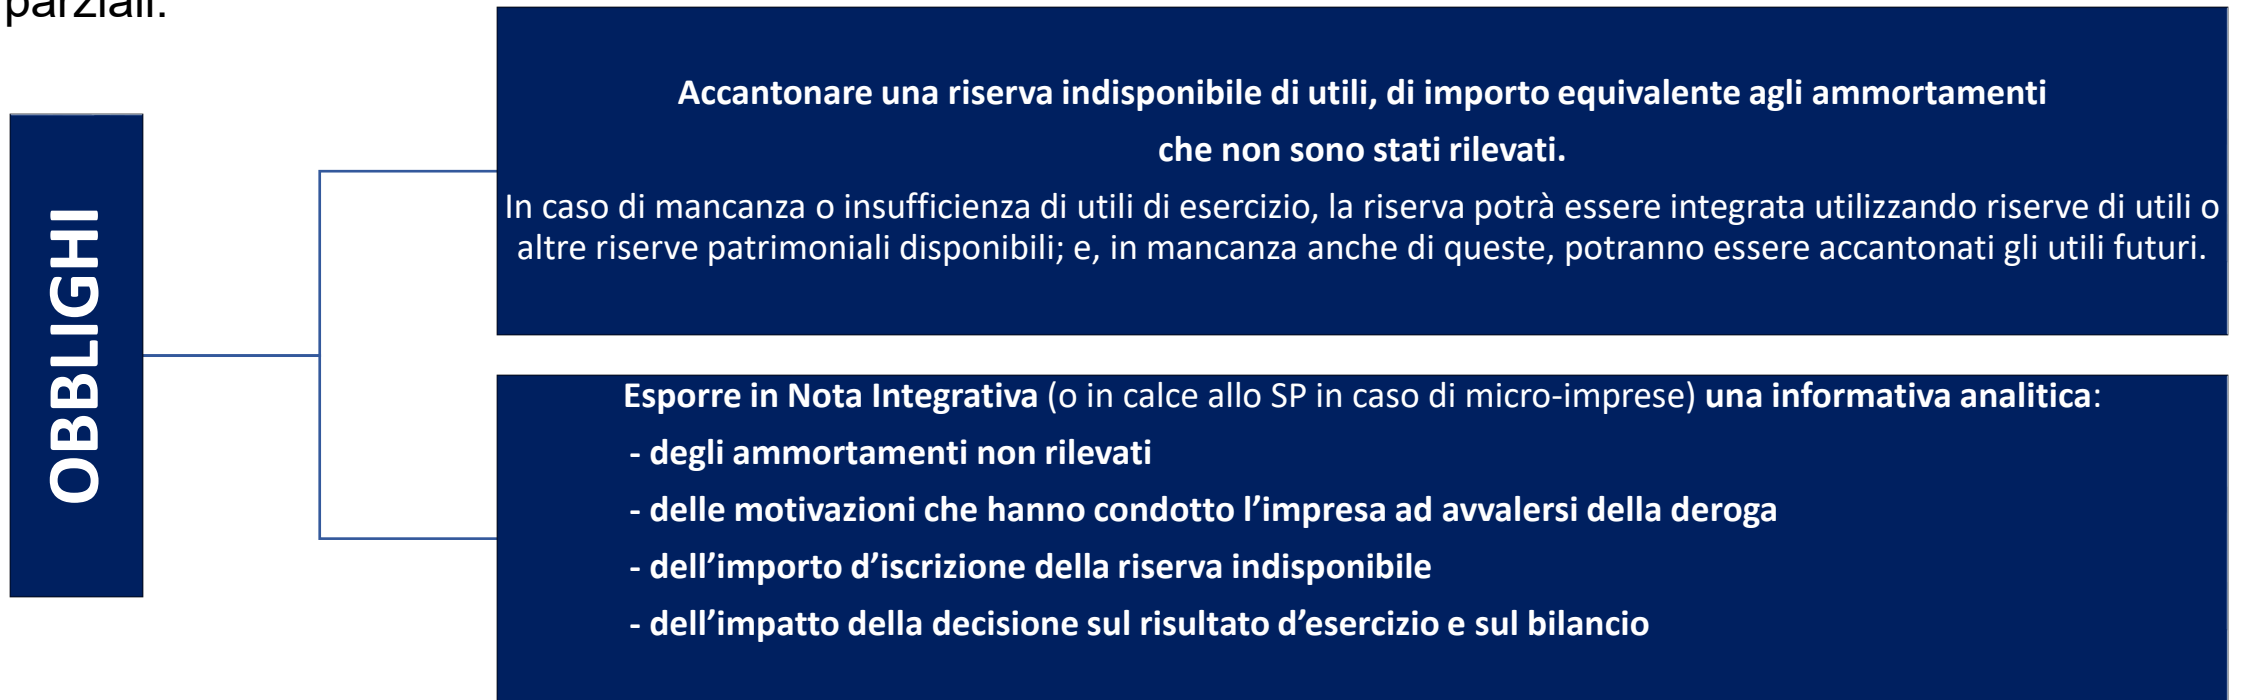 parziali.
OBBLIGHI
Accantonare una riserva indisponibile di utili, di importo equivalente agli ammortamenti
che non sono stati rilevati.
In caso di mancanza o insufficienza di utili di esercizio, la riserva potrà essere integrata utilizzando riserve di utili o
altre riserve patrimoniali disponibili; e, in mancanza anche di queste, potranno essere accantonati gli utili futuri.
Esporre in Nota Integrativa (o in calce allo SP in caso di micro-imprese) una informativa analitica:
- degli ammortamenti non rilevati
- delle motivazioni che hanno condotto l’impresa ad avvalersi della deroga
- dell’importo d’iscrizione della riserva indisponibile
- dell’impatto della decisione sul risultato d’esercizio e sul bilancio